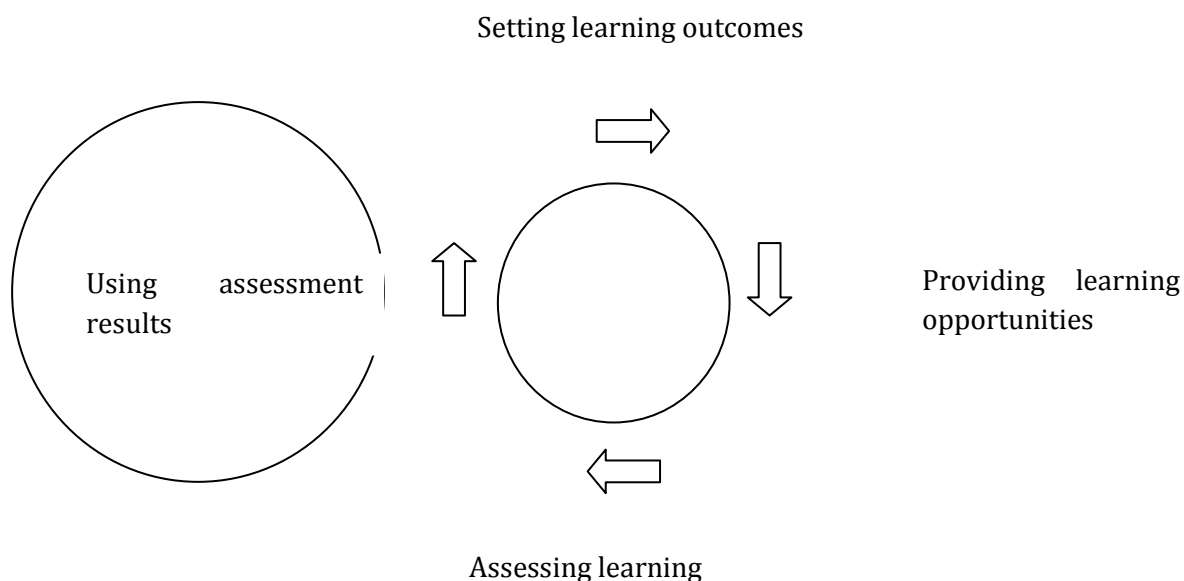 Setting learning outcomes
Using assessment
results
Providing learning
opportunities
Assessing learning